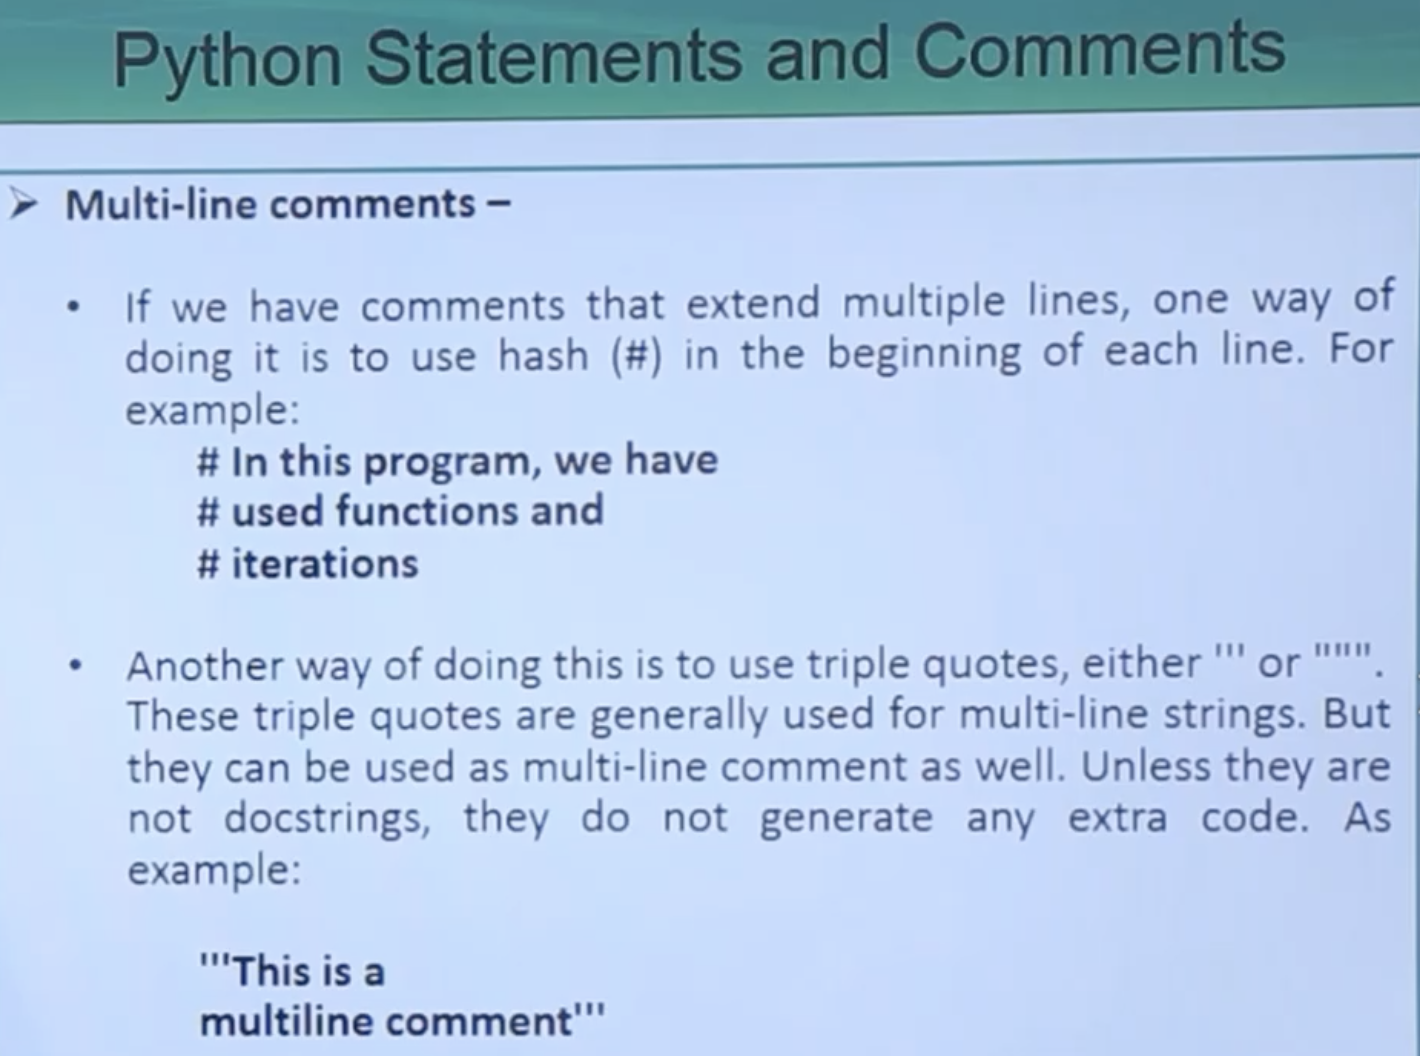 Python Statements and Comments
➤ Multi-line comments –
• If we have comments that extend multiple lines, one way of
doing it is to use hash (#) in the beginning of each line. For
example:
# In this program, we have
# used functions and
# iterations
• Another way of doing this is to use triple quotes, either ''' or """.
These triple quotes are generally used for multi-line strings. But
they can be used as multi-line comment as well. Unless they are
not docstrings, they do not generate any extra code. As
example:
'''This is a
multiline comment'''